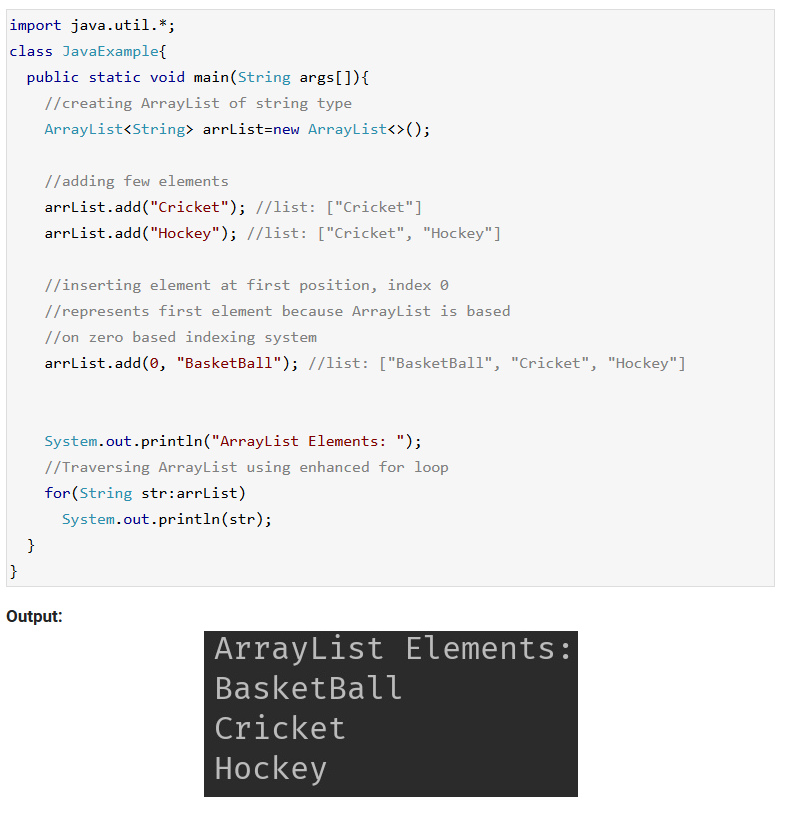 import java.util.*;
class JavaExample{
  public static void main(String args[]){
    //creating ArrayList of string type
    ArrayList<String> arrList=new ArrayList<>();

    //adding few elements
    arrList.add("Cricket"); //list: ["Cricket"]
    arrList.add("Hockey"); //list: ["Cricket", "Hockey"]

    //inserting element at first position, index 0
    //represents first element because ArrayList is based
    //on zero based indexing system
    arrList.add(0, "BasketBall"); //list: ["BasketBall", "Cricket", "Hockey"]


    System.out.println("ArrayList Elements: ");
    //Traversing ArrayList using enhanced for loop
    for(String str:arrList)
      System.out.println(str);
  }
}
Output:
ArrayList Elements:
BasketBall
Cricket
Hockey